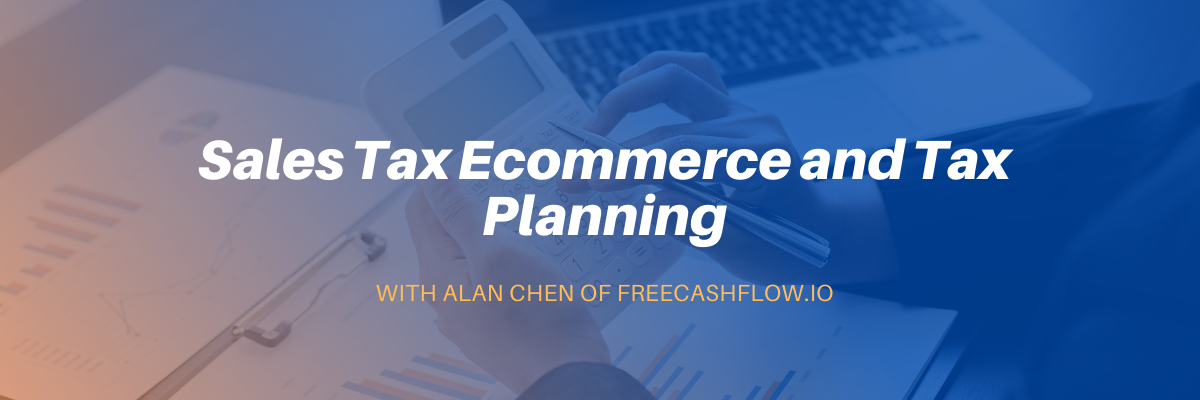 Sales Tax Ecommerce and Tax
Planning
WITH ALAN CHEN OF FREECASHFLOW.IO